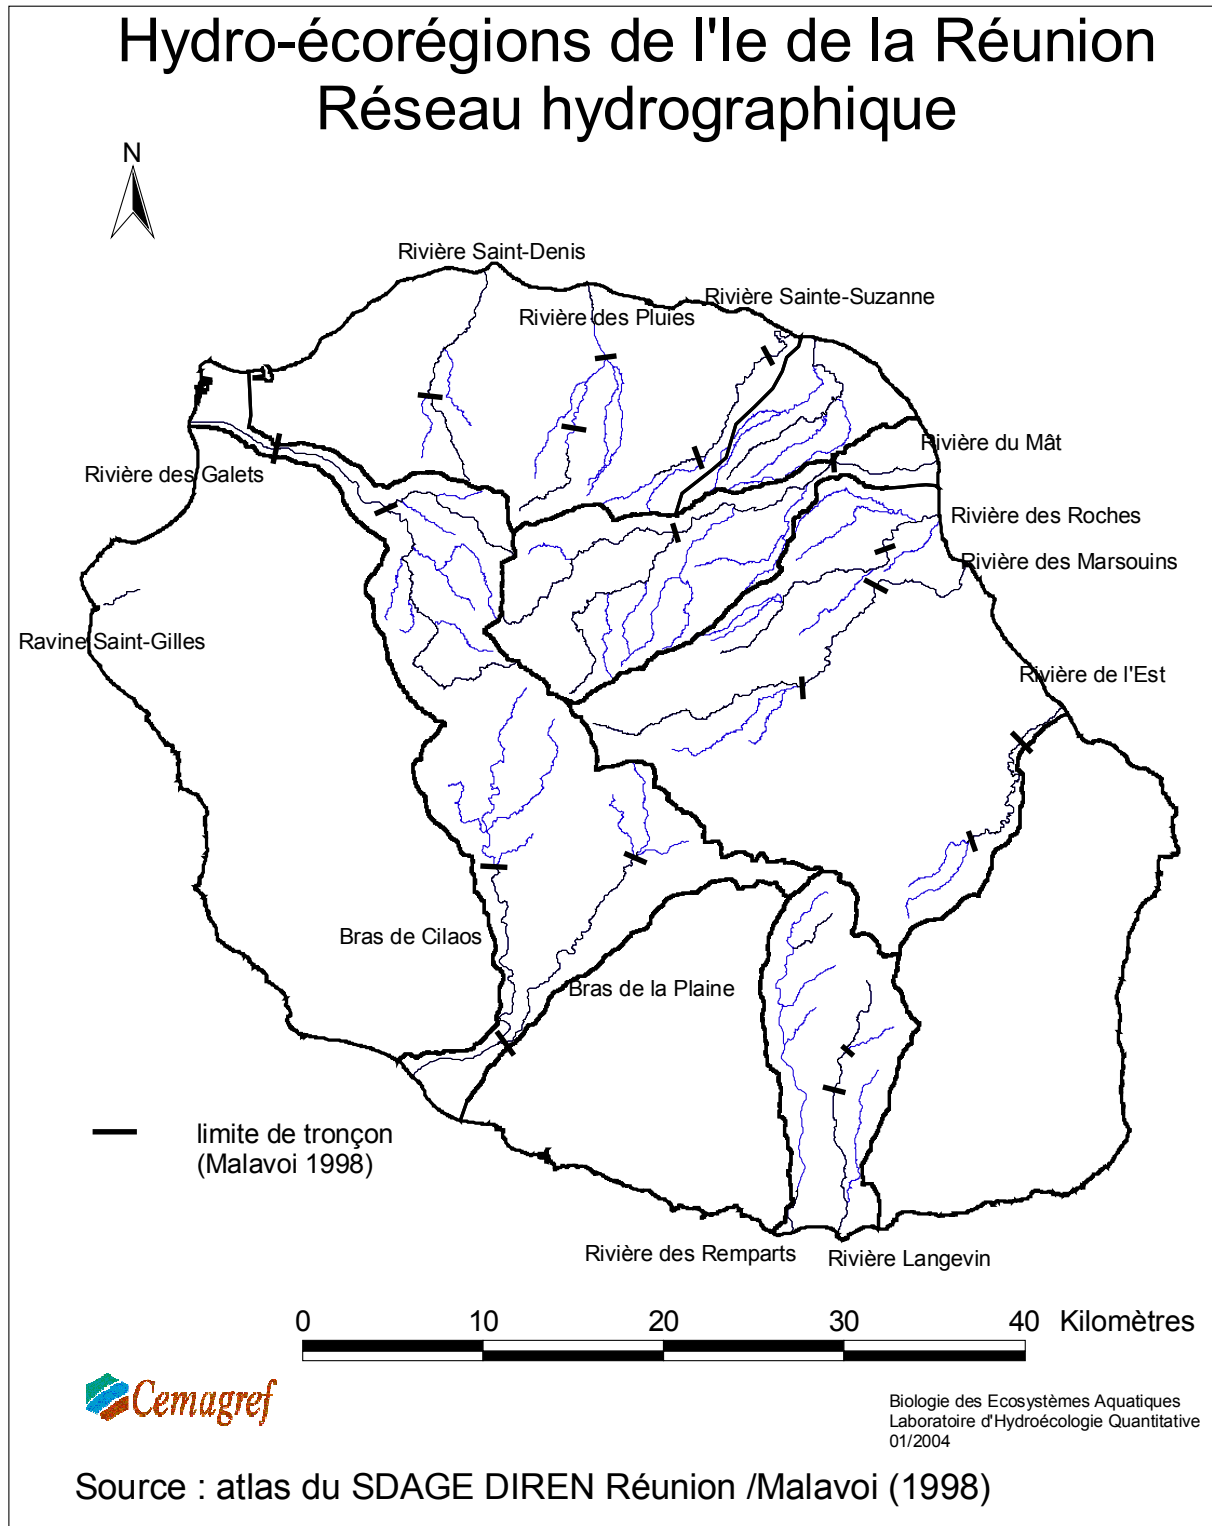 Hydro-écorégions de l'Ie de la Réunion
Réseau hydrographique
N
Rivière Saint-Denis
Rivière Sainte-Suzanne
Rivière des Pluies
Rivière du Mât
Rivière des Galets
Rivière des Roches
Rivière des Marsouins
Ravine Saint-Gilles
Rivière de l'Est
Bras de Cilaos
Bras de la Plaine
limite de tronçon
(Malavoi 1998)
Rivière des Remparts
Rivière Langevin
0 10 20 30 40 Kilomètres
Cemagref
Biologie des Ecosystèmes Aquatiques
Laboratoire d'Hydroécologie Quantitative
01/2004
Source : atlas du SDAGE DIREN Réunion /Malavoi (1998)